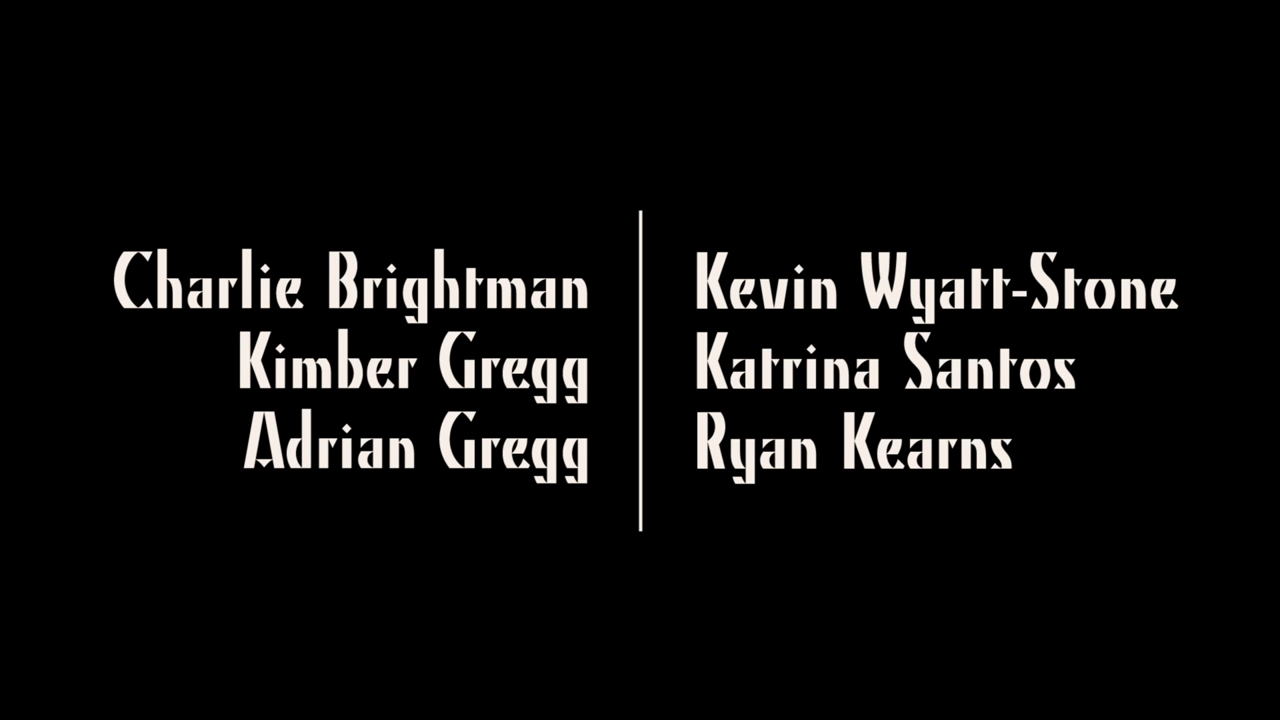 Charlie Brightman
Kimber Gregg
Adrian Gregg
Kevin Wyatt-Stone
Katrina Santos
Ryan Kearns